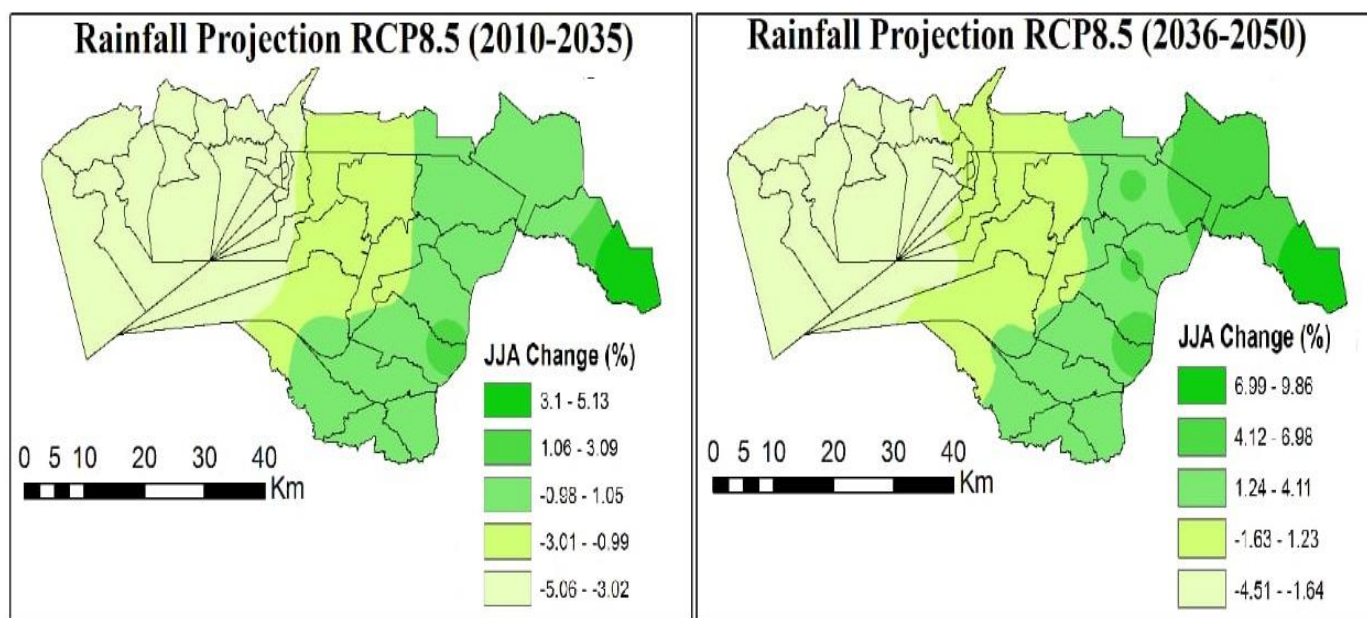 Rainfall Projection RCP8.5 (2010-2035)
JJA Change (%)
3.1 - 5.13
1.06 - 3.09
-0.98 - 1.05
-3.01 - -0.99
-5.06 - -3.02
0 5 10 20 30 40
Km
Rainfall Projection RCP8.5 (2036-2050)
JJA Change (%)
6.99 - 9.86
4.12 - 6.98
1.24 - 4.11
-1.63 - 1.23
-4.51 - -1.64
0 5 10 20 30 40
Km